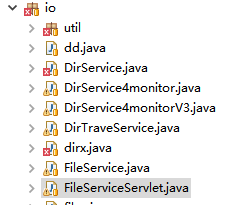 io
util
dd.java
DirService.java
DirService4monitor.java
DirService4monitorV3.java
DirTraveService.java
dirx.java
FileService.java
FileServiceServlet.java